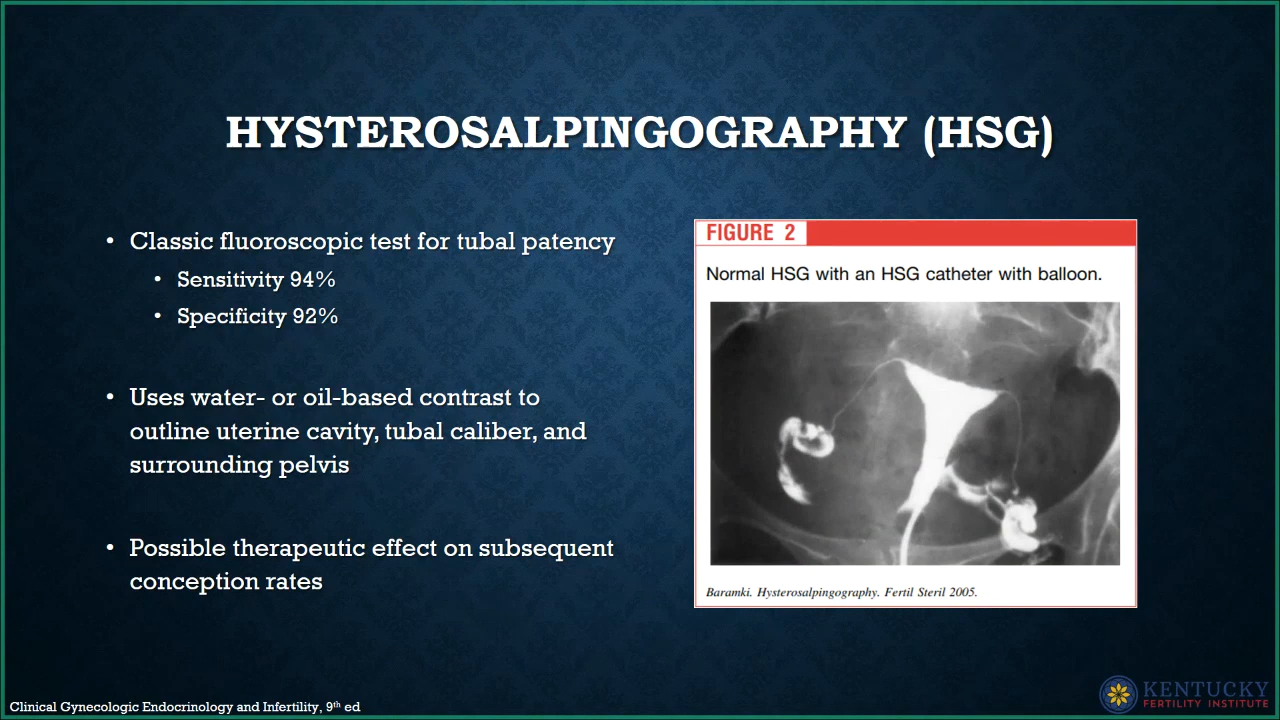 HYSTEROSALPINGOGRAPHY (HSG)
• Classic fluoroscopic test for tubal patency
• Sensitivity 94%
• Specificity 92%
• Uses water- or oil-based contrast to
outline uterine cavity, tubal caliber, and
surrounding pelvis
• Possible therapeutic effect on subsequent
conception rates
FIGURE 2
Normal HSG with an HSG catheter with balloon.
Baramki. Hysterosalpingography. Fertil Steril 2005.
Clinical Gynecologic Endocrinology and Infertility, 9th ed
KENTUCKY
FERTILITY INSTITUTE